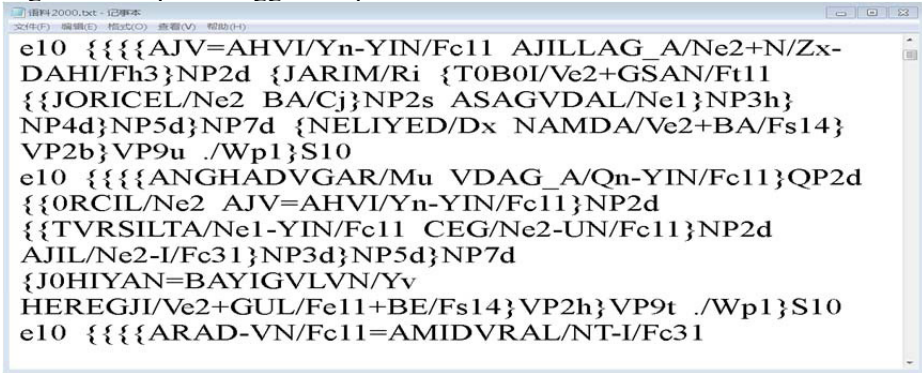 语料2000.txt - 记事本
文件(F) 编辑(E) 格式(O) 查看(V) 帮助(H)
e10 {{{{AJV=AHVI/Yn-YIN/Fc11 AJILLAG_A/Ne2+N/Zx-
DAHI/Fh3}NP2d {JARIM/Ri {T0B0I/Ve2+GSAN/Ft11
{{JORICEL/Ne2 BA/Cj}NP2s ASAGVDAL/Ne1}NP3h}
NP4d}NP5d}NP7d {NELIYED/Dx NAMDA/Ve2+BA/Fs14}
VP2b}VP9u ./Wp1}S10
e10 {{{{ANGHADVGAR/Mu VDAG_A/Qn-YIN/Fc11}QP2d
{{0RCIL/Ne2 AJV=AHVI/Yn-YIN/Fc11}NP2d
{{TVRSILTA/Ne1-YIN/Fc11 CEG/Ne2-UN/Fc11}NP2d
AJIL/Ne2-I/Fc31}NP3d}NP5d}NP7d
{J0HIYAN=BAYIGVLVN/Yv
HEREGJI/Ve2+GUL/Fe11+BE/Fs14}VP2h}VP9t ./Wp1}S10
e10 {{{{ARAD-VN/Fc11=AMIDVRAL/NT-I/Fc31